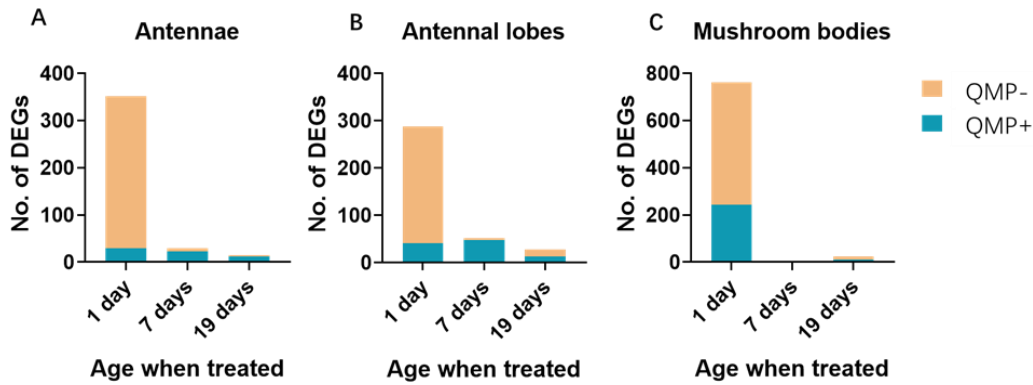 A
Antennae
No. of DEGs
400
300
200
100
0
1 day
7 days
19 days
Age when treated
B
Antennal lobes
No. of DEGs
400
300
200
100
0
1 day
7 days
19 days
Age when treated
C
Mushroom bodies
No. of DEGs
800
600
400
200
0
1 day
7 days
19 days
Age when treated
QMP-
QMP+